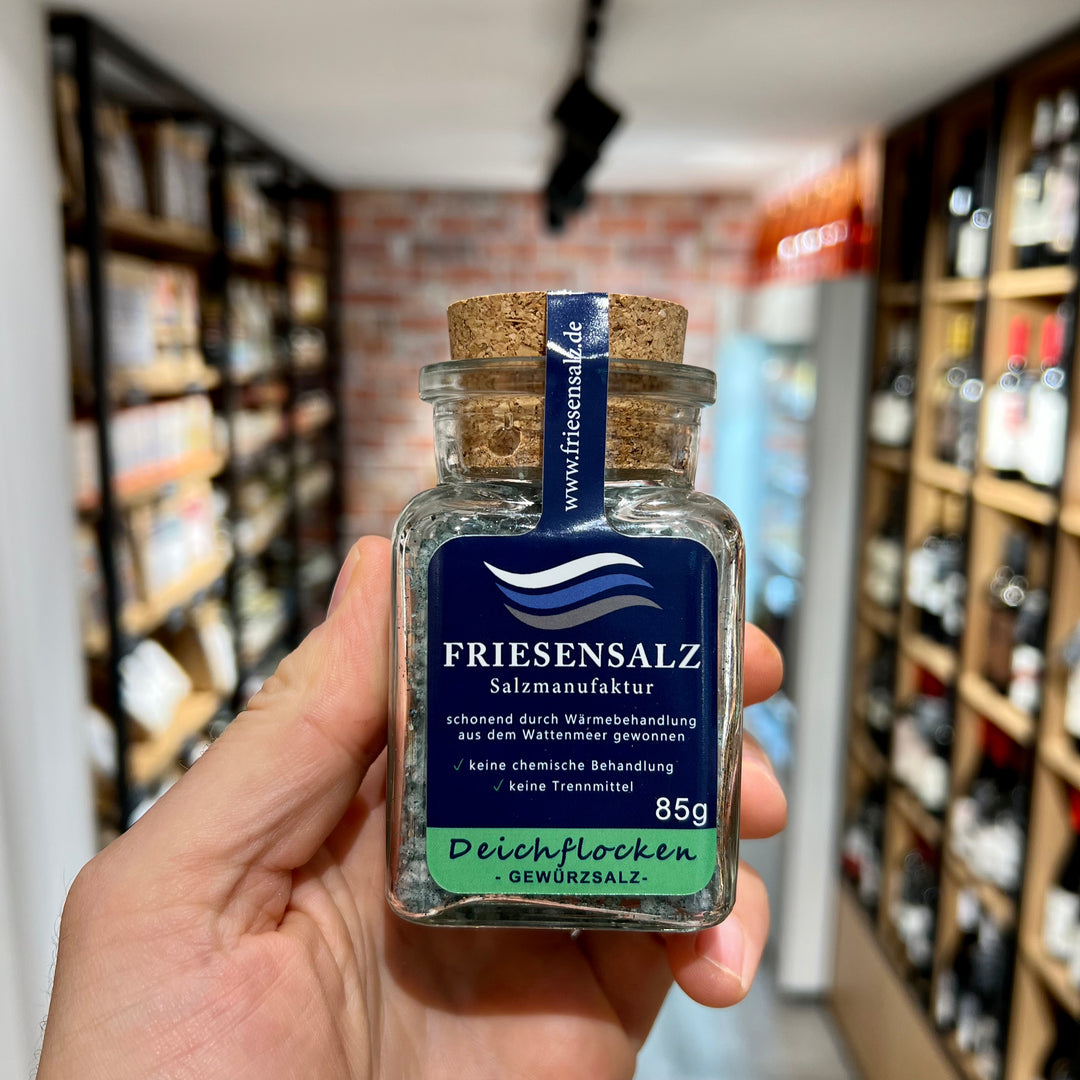 www.friesensalz.de
FRIESENSALZ
Salzmanufaktur
schonend durch Wärmebehandlung
aus dem Wattenmeer gewonnen
✓ keine chemische Behandlung
✓ keine Trennmittel
85g
Deichflocken
- GEWÜRZSALZ-